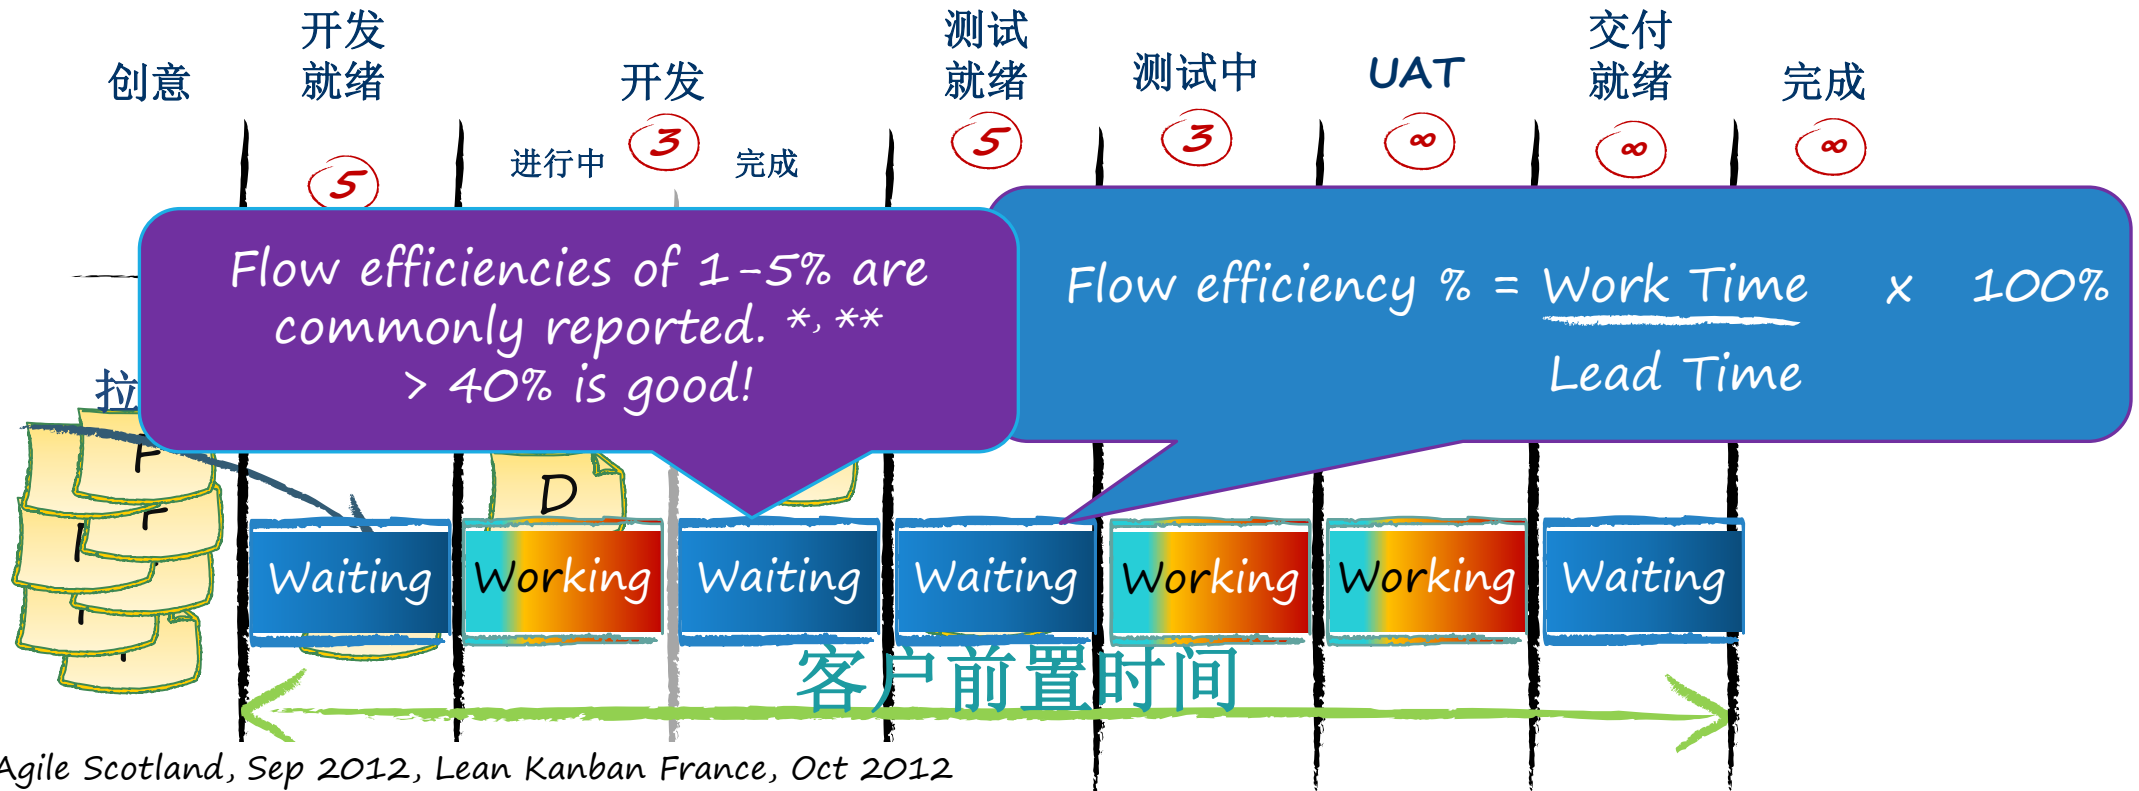 创意
开发
就绪
5
开发
3
进行中
完成
测试
就绪
5
测试中
3
UAT
∞
交付
就绪
∞
完成
∞
Flow efficiencies of 1-5% are
commonly reported. *, **
> 40% is good!
Flow efficiency % = Work Time x 100%
Lead Time
拉
F
F
D
Waiting
Working
Waiting
Waiting
Working
Working
Waiting
客户前置时间
Agile Scotland, Sep 2012, Lean Kanban France, Oct 2012